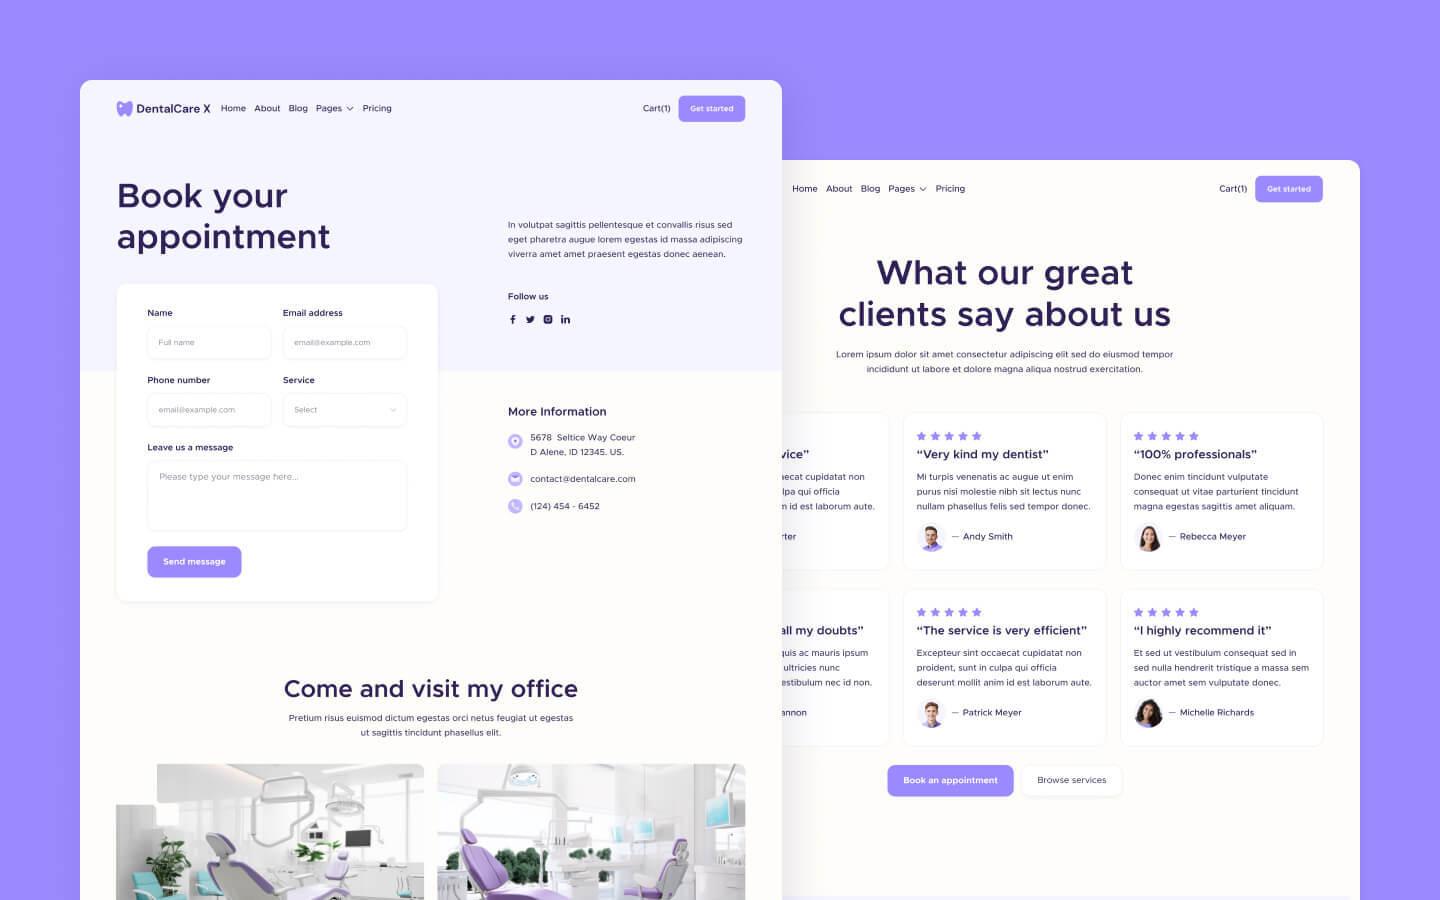 DentalCare X Home About Blog Pages Pricing
Cart(1) Get started
Book your
appointment
In volutpat sagittis pellentesque et convallis risus sed
eget pharetra augue lorem egestas id massa adipiscing
viverra amet amet praesent egestas donec aenean.
Follow us
Name
Email address
Full name
email@example.com
Phone number
Service
email@example.com
Select
Leave us a message
Please type your message here...
Send message
More Information
5678 Seltice Way Coeur
D Alene, ID 12345. US.
contact@dentalcare.com
(124) 454 - 6452
Come and visit my office
Pretium risus euismod dictum egestas orci netus feugiat ut egestas
ut sagittis tincidunt phasellus elit.
Home About Blog Pages Pricing
Cart(1) Get started
What our great
clients say about us
Lorem ipsum dolor sit amet consectetur adipiscing elit sed do eiusmod tempor
incididunt ut labore et dolore magna aliqua nostrud exercitation.
vice”
aecat cupidatat non
lpa qui officia
n id est laborum aute.
rter
“Very kind my dentist”
Mi turpis venenatis ac augue ut enim
purus nisi molestie nibh sit lectus nunc
nullam phasellus felis sed tempor donec.
— Andy Smith
“100% professionals”
Donec enim tincidunt vulputate
consequat ut vitae parturient tincidunt
magna egestas sagittis amet aliquam.
— Rebecca Meyer
all my doubts”
quis ac mauris ipsum
ultricies nunc
estibulum nec id non.
annon
“The service is very efficient”
Excepteur sint occaecat cupidatat non
proident, sunt in culpa qui officia
deserunt mollit anim id est laborum aute.
— Patrick Meyer
“I highly recommend it”
Et sed ut vestibulum consequat sed in
sed nulla hendrerit tristique a massa sem
auctor amet sem vulputate donec.
— Michelle Richards
Book an appointment
Browse services